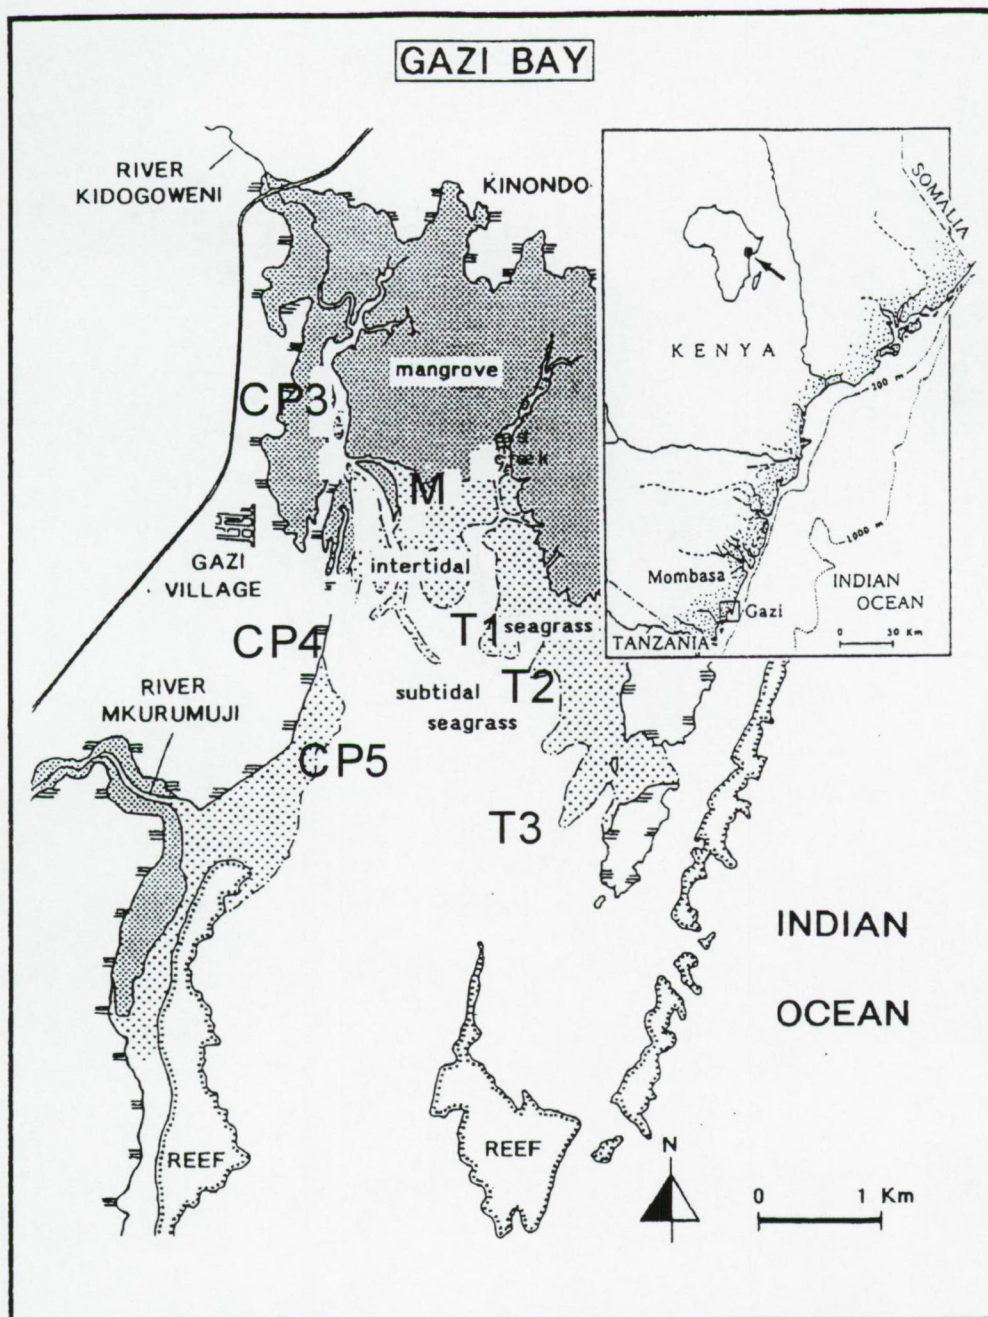 GAZI BAY
RIVER
KIDOGOWENI
KINONDO
SOMALIA
KENYA
200 m
1000 m
Mombasa
Gazi
INDIAN
OCEAN
TANZANIA
0 50 Km
mangrove
CP3
M
GAZI
VILLAGE
intertidal
CP4
T1
seagrass
T2
RIVER
MKURUMUJI
subtidal
seagrass
CP5
T3
INDIAN
OCEAN
REEF
REEF
N
0 1 Km